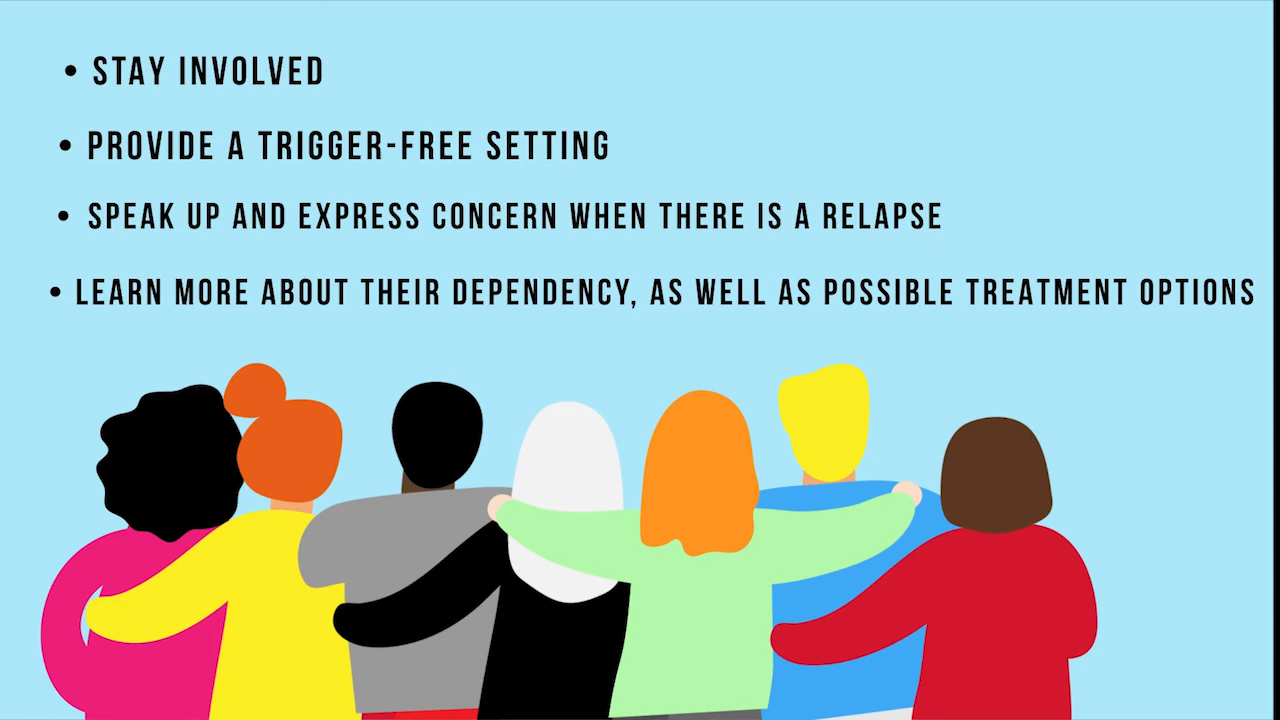 • STAY INVOLVED
• PROVIDE A TRIGGER-FREE SETTING
• SPEAK UP AND EXPRESS CONCERN WHEN THERE IS A RELAPSE
• LEARN MORE ABOUT THEIR DEPENDENCY, AS WELL AS POSSIBLE TREATMENT OPTIONS